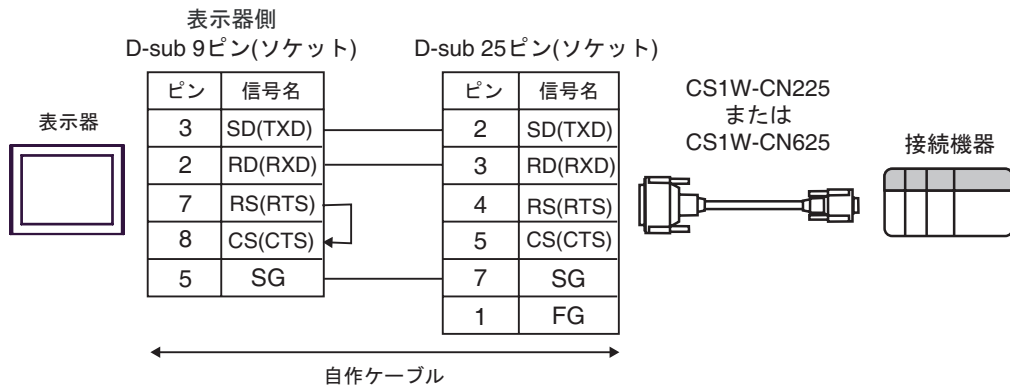 表示器側
D-sub 9ピン(ソケット)
D-sub 25ピン(ソケット)
ピン 信号名
3 SD(TXD)
2 RD(RXD)
7 RS(RTS)
8 CS(CTS)
5 SG
ピン 信号名
2 SD(TXD)
3 RD(RXD)
4 RS(RTS)
5 CS(CTS)
7 SG
1 FG
表示器
CS1W-CN225
または
CS1W-CN625
接続機器
自作ケーブル